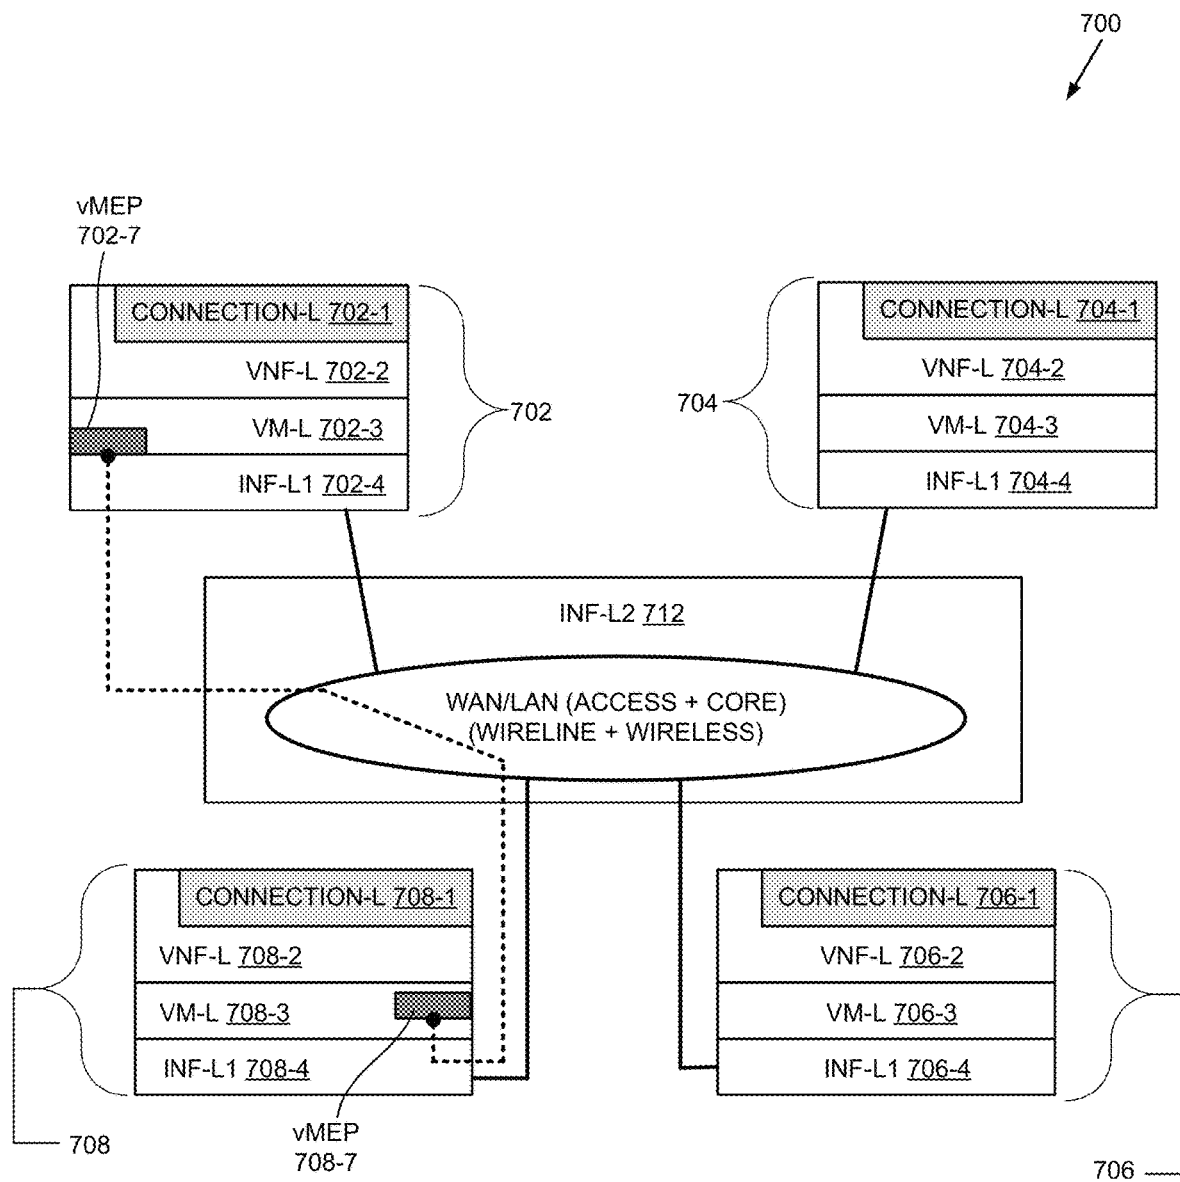 700
vMEP
702-7
CONNECTION-L 702-1
VNF-L 702-2
VM-L 702-3
INF-L1 702-4
702
704
CONNECTION-L 704-1
VNF-L 704-2
VM-L 704-3
INF-L1 704-4
INF-L2 712
WAN/LAN (ACCESS + CORE)
(WIRELINE + WIRELESS)
CONNECTION-L 708-1
VNF-L 708-2
VM-L 708-3
INF-L1 708-4
708
vMEP
708-7
CONNECTION-L 706-1
VNF-L 706-2
VM-L 706-3
INF-L1 706-4
706